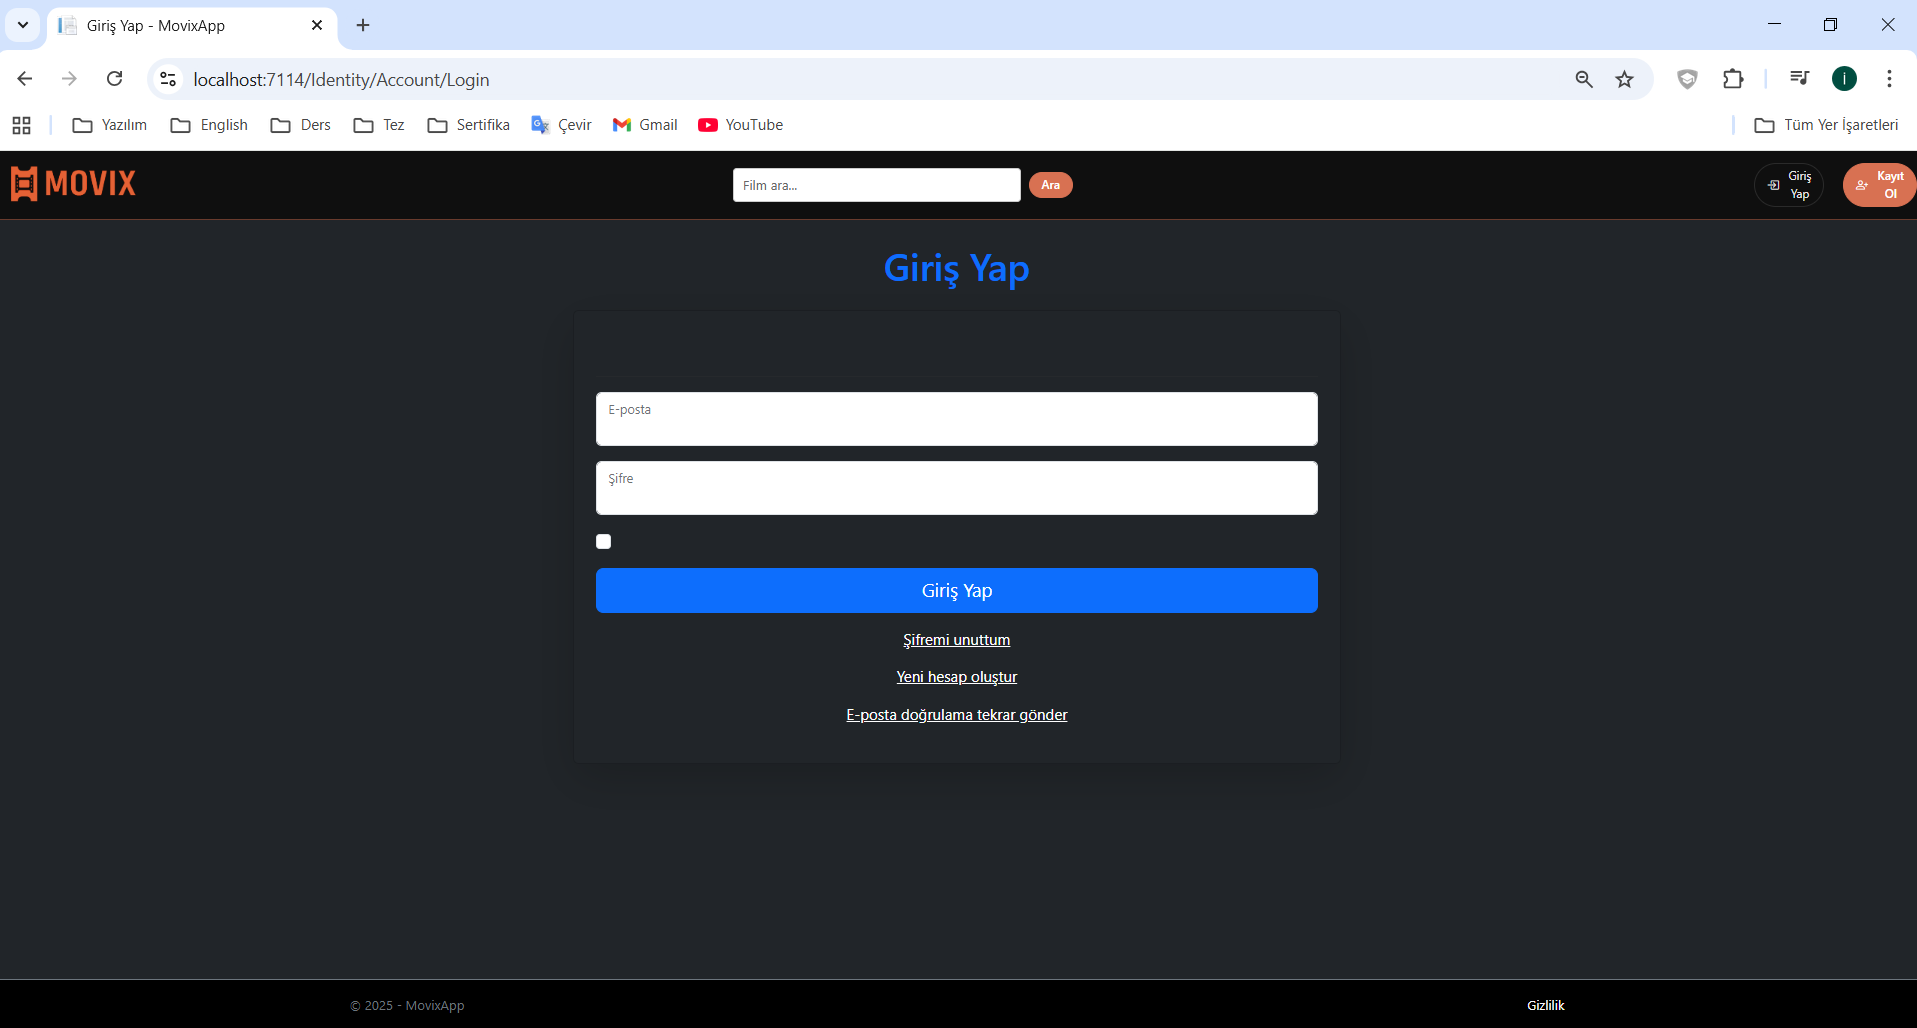 Giriş Yap - MovixApp
localhost:7114/Identity/Account/Login
i
Yazılım
English
Ders
Tez
Sertifika
Çevir
Gmail
YouTube
Tüm Yer İşaretleri
MOVIX
Film ara...
Ara
Giriş
Yap
Kayıt
Ol
Giriş Yap
E-posta
Şifre
Giriş Yap
Şifremi unuttum
Yeni hesap oluştur
E-posta doğrulama tekrar gönder
© 2025 - MovixApp
Gizlilik